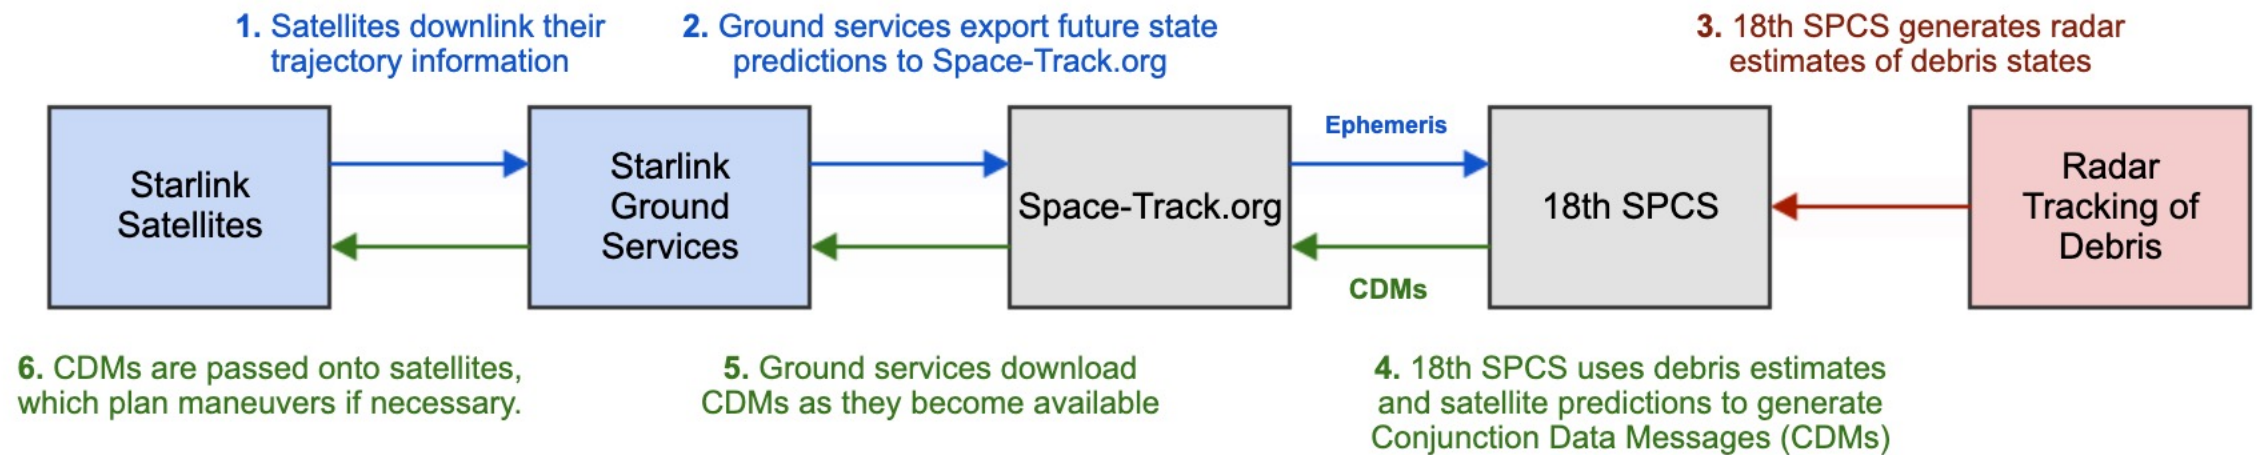 1. Satellites downlink their
trajectory information
2. Ground services export future state
predictions to Space-Track.org
3. 18th SPCS generates radar
estimates of debris states
Starlink
Satellites
Starlink
Ground
Services
Space-Track.org
Ephemeris
CDMs
18th SPCS
Radar
Tracking of
Debris
6. CDMs are passed onto satellites,
which plan maneuvers if necessary.
5. Ground services download
CDMs as they become available
4. 18th SPCS uses debris estimates
and satellite predictions to generate
Conjunction Data Messages (CDMs)